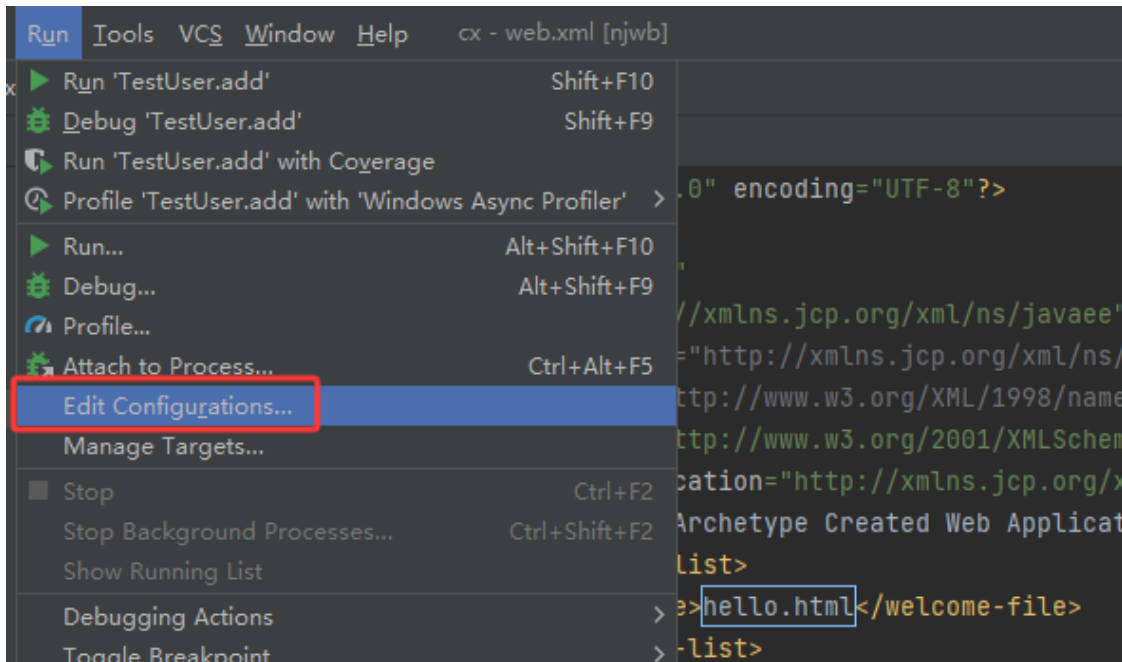 Run Tools VCS Window Help cx - web.xml [njwb]
x
Run 'TestUser.add' Shift+F10
Debug 'TestUser.add' Shift+F9
Run 'TestUser.add' with Coverage
Profile 'TestUser.add' with 'Windows Async Profiler' >
.0" encoding="UTF-8"?>
Run... Alt+Shift+F10
Debug... Alt+Shift+F9
"
Profile...
//xmlns.jcp.org/xml/ns/javaee"
Attach to Process... Ctrl+Alt+F5
="http://xmlns.jcp.org/xml/ns/
Edit Configurations...
ttp://www.w3.org/XML/1998/name
Manage Targets...
ttp://www.w3.org/2001/XMLSchem
Stop Ctrl+F2
cation="http://xmlns.jcp.org/x
Stop Background Processes... Ctrl+Shift+F2
Archetype Created Web Applicat
Show Running List
list>
Debugging Actions >
e>hello.html</welcome-file>
Toggle Breakpoint >
-list>